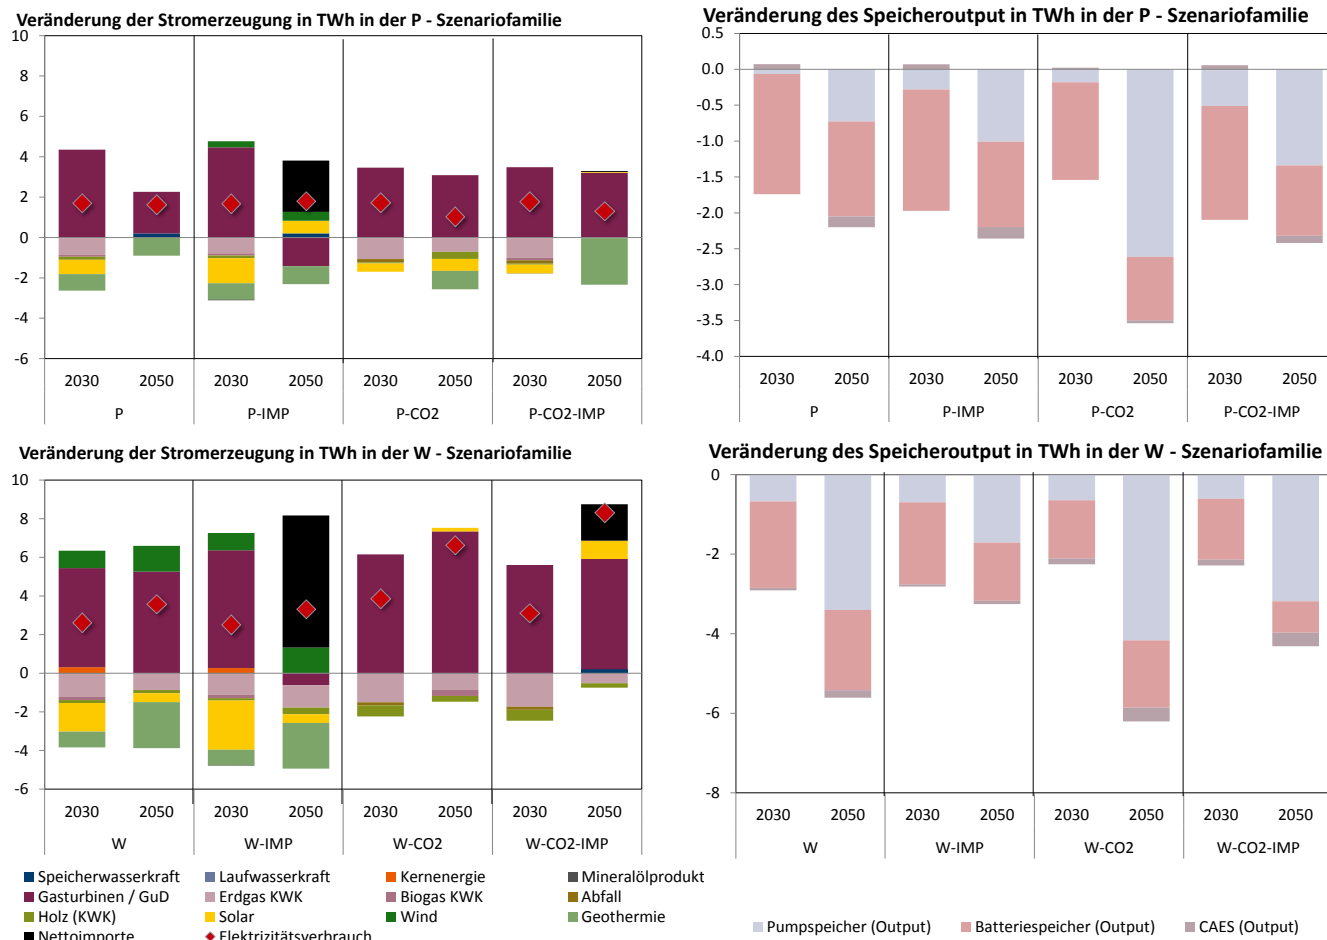 Veränderung der Stromerzeugung in TWh in der P - Szenariofamilie
10
8
6
4
2
0
-2
-4
-6
2030 2050 2030 2050 2030 2050 2030 2050
P P-IMP P-CO2 P-CO2-IMP
Veränderung des Speicheroutput in TWh in der P - Szenariofamilie
0.5
0.0
-0.5
-1.0
-1.5
-2.0
-2.5
-3.0
-3.5
-4.0
2030 2050 2030 2050 2030 2050 2030 2050
P P-IMP P-CO2 P-CO2-IMP
Veränderung der Stromerzeugung in TWh in der W - Szenariofamilie
10
8
6
4
2
0
-2
-4
-6
2030 2050 2030 2050 2030 2050 2030 2050
W W-IMP W-CO2 W-CO2-IMP
Speicherwasserkraft Laufwasserkraft Kernenergie Mineralölprodukt
Gasturbinen / GuD Erdgas KWK Biogas KWK Abfall
Holz (KWK) Solar Wind Geothermie
Nettoimporte Elektrizitätsverbrauch
Veränderung des Speicheroutput in TWh in der W - Szenariofamilie
0
-2
-4
-6
-8
2030 2050 2030 2050 2030 2050 2030 2050
W W-IMP W-CO2 W-CO2-IMP
Pumpspeicher (Output) Batteriespeicher (Output) CAES (Output)